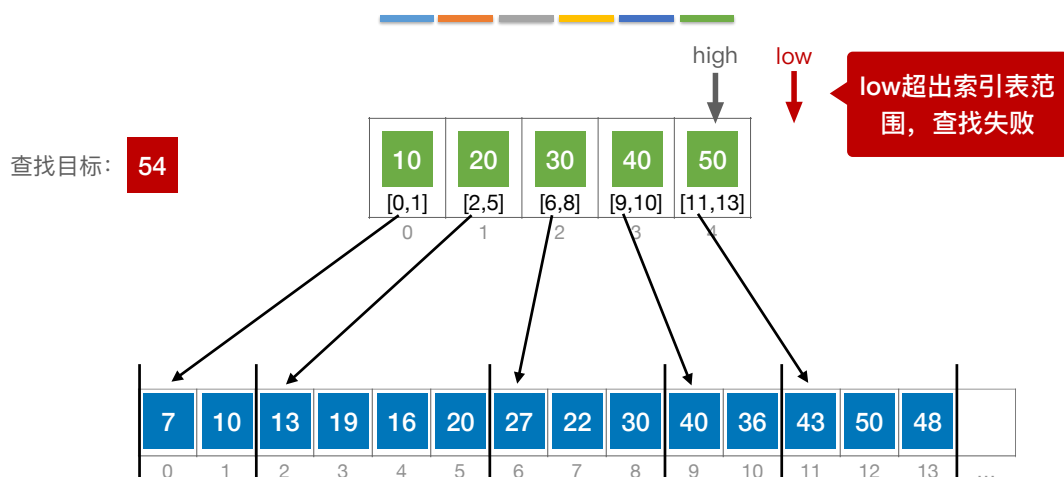 high low
low超出索引表范
围，查找失败
查找目标： 54
10 20 30 40 50
[0,1] [2,5] [6,8] [9,10] [11,13]
0 1 2 3 4
7 10 13 19 16 20 27 22 30 40 36 43 50 48
0 1 2 3 4 5 6 7 8 9 10 11 12 13 ...